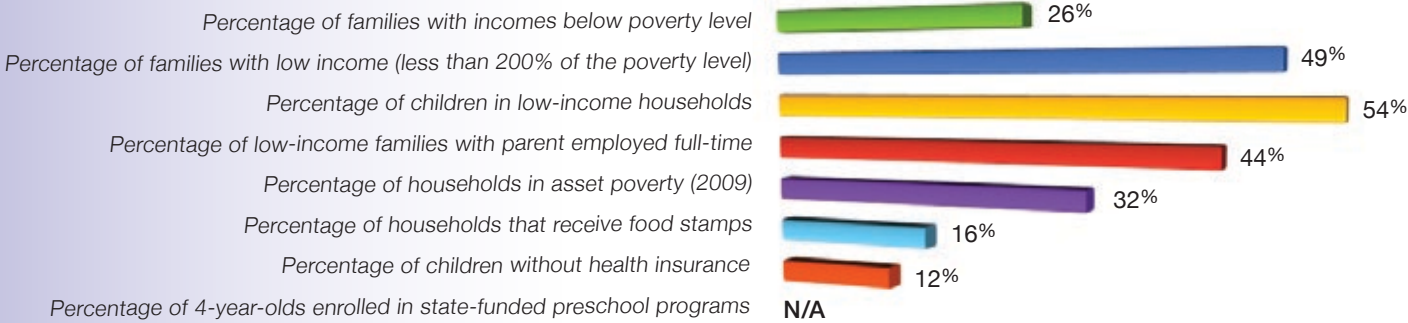 Percentage of families with incomes below poverty level 26%
Percentage of families with low income (less than 200% of the poverty level) 49%
Percentage of children in low-income households 54%
Percentage of low-income families with parent employed full-time 44%
Percentage of households in asset poverty (2009) 32%
Percentage of households that receive food stamps 16%
Percentage of children without health insurance 12%
Percentage of 4-year-olds enrolled in state-funded preschool programs N/A